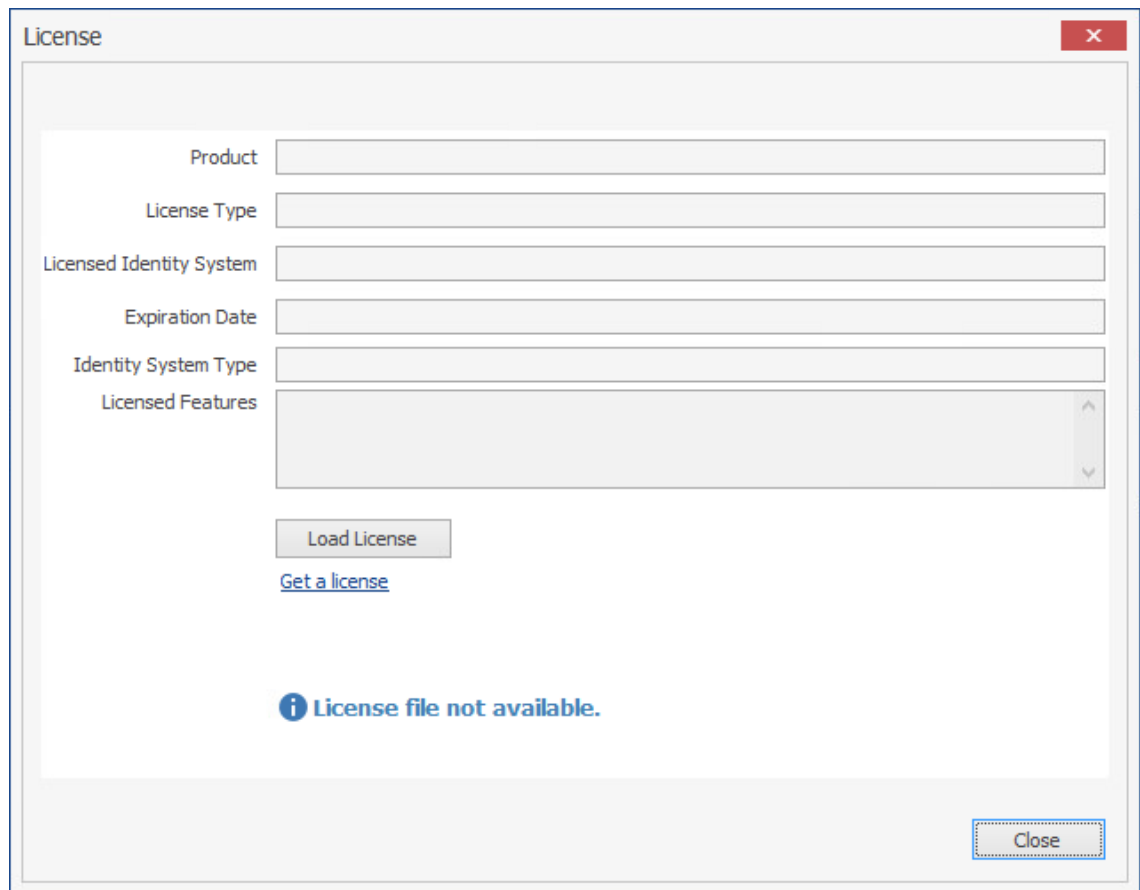 License
Product
License Type
Licensed Identity System
Expiration Date
Identity System Type
Licensed Features
Load License
Get a license
License file not available.
Close